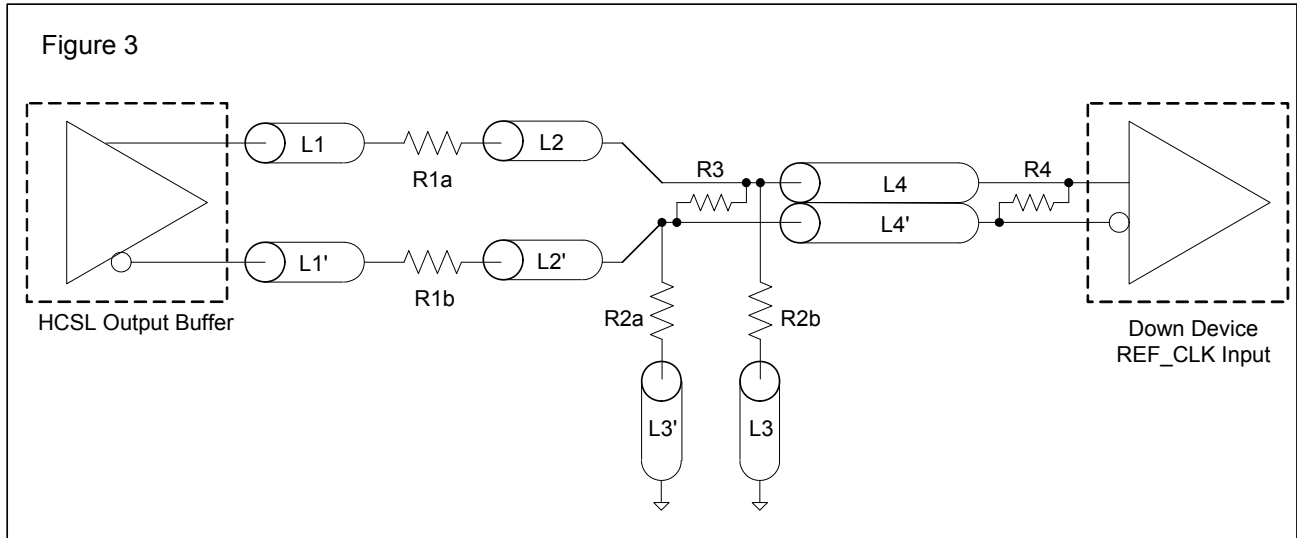 Figure 3
L1
R1a
L2
R3
L4
R4
L4'
L1'
R1b
L2'
HCSL Output Buffer
R2a
R2b
Down Device
REF_CLK Input
L3'
L3